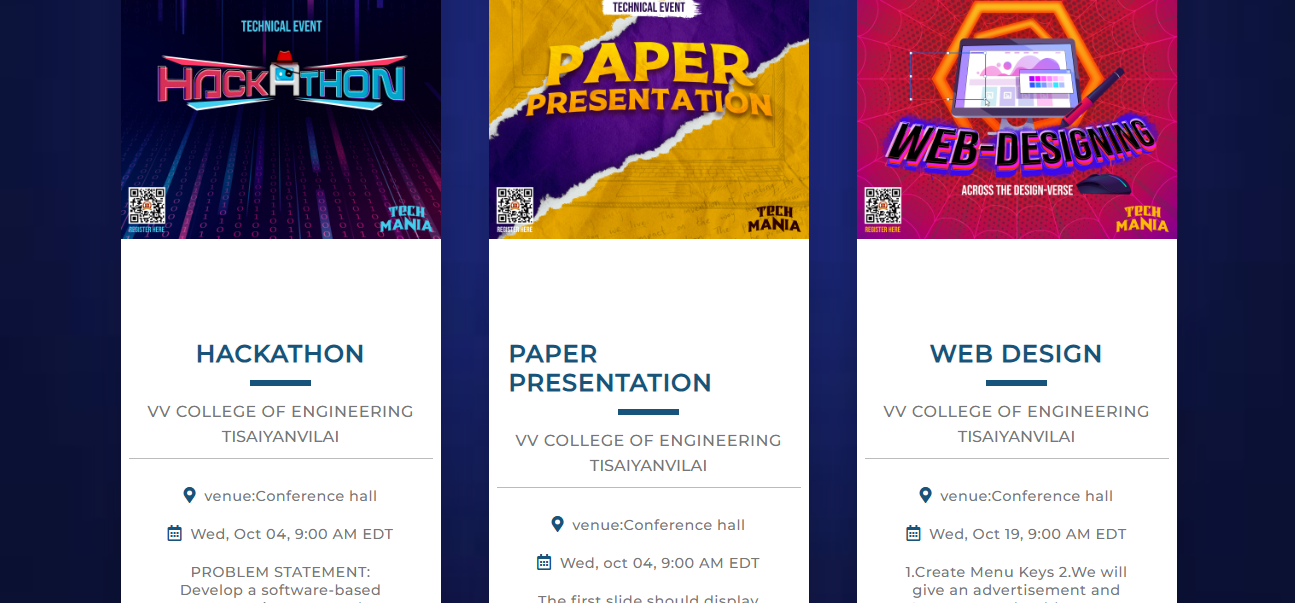 TECHNICAL EVENT
HACKATHON
REGISTER HERE
TECH
MANIA
TECHNICAL EVENT
PAPER
PRESENTATION
REGISTER HERE
TECH
MANIA
WEB-DESIGNING
ACROSS THE DESIGN-VERSE
REGISTER HERE
TECH
MANIA
HACKATHON
VV COLLEGE OF ENGINEERING
TISAIYANVILAI
venue:Conference hall
Wed, Oct 04, 9:00 AM EDT
PROBLEM STATEMENT:
Develop a software-based
PAPER
PRESENTATION
VV COLLEGE OF ENGINEERING
TISAIYANVILAI
venue:Conference hall
Wed, oct 04, 9:00 AM EDT
The first slide should display
WEB DESIGN
VV COLLEGE OF ENGINEERING
TISAIYANVILAI
venue:Conference hall
Wed, Oct 19, 9:00 AM EDT
1.Create Menu Keys 2.We will
give an advertisement and